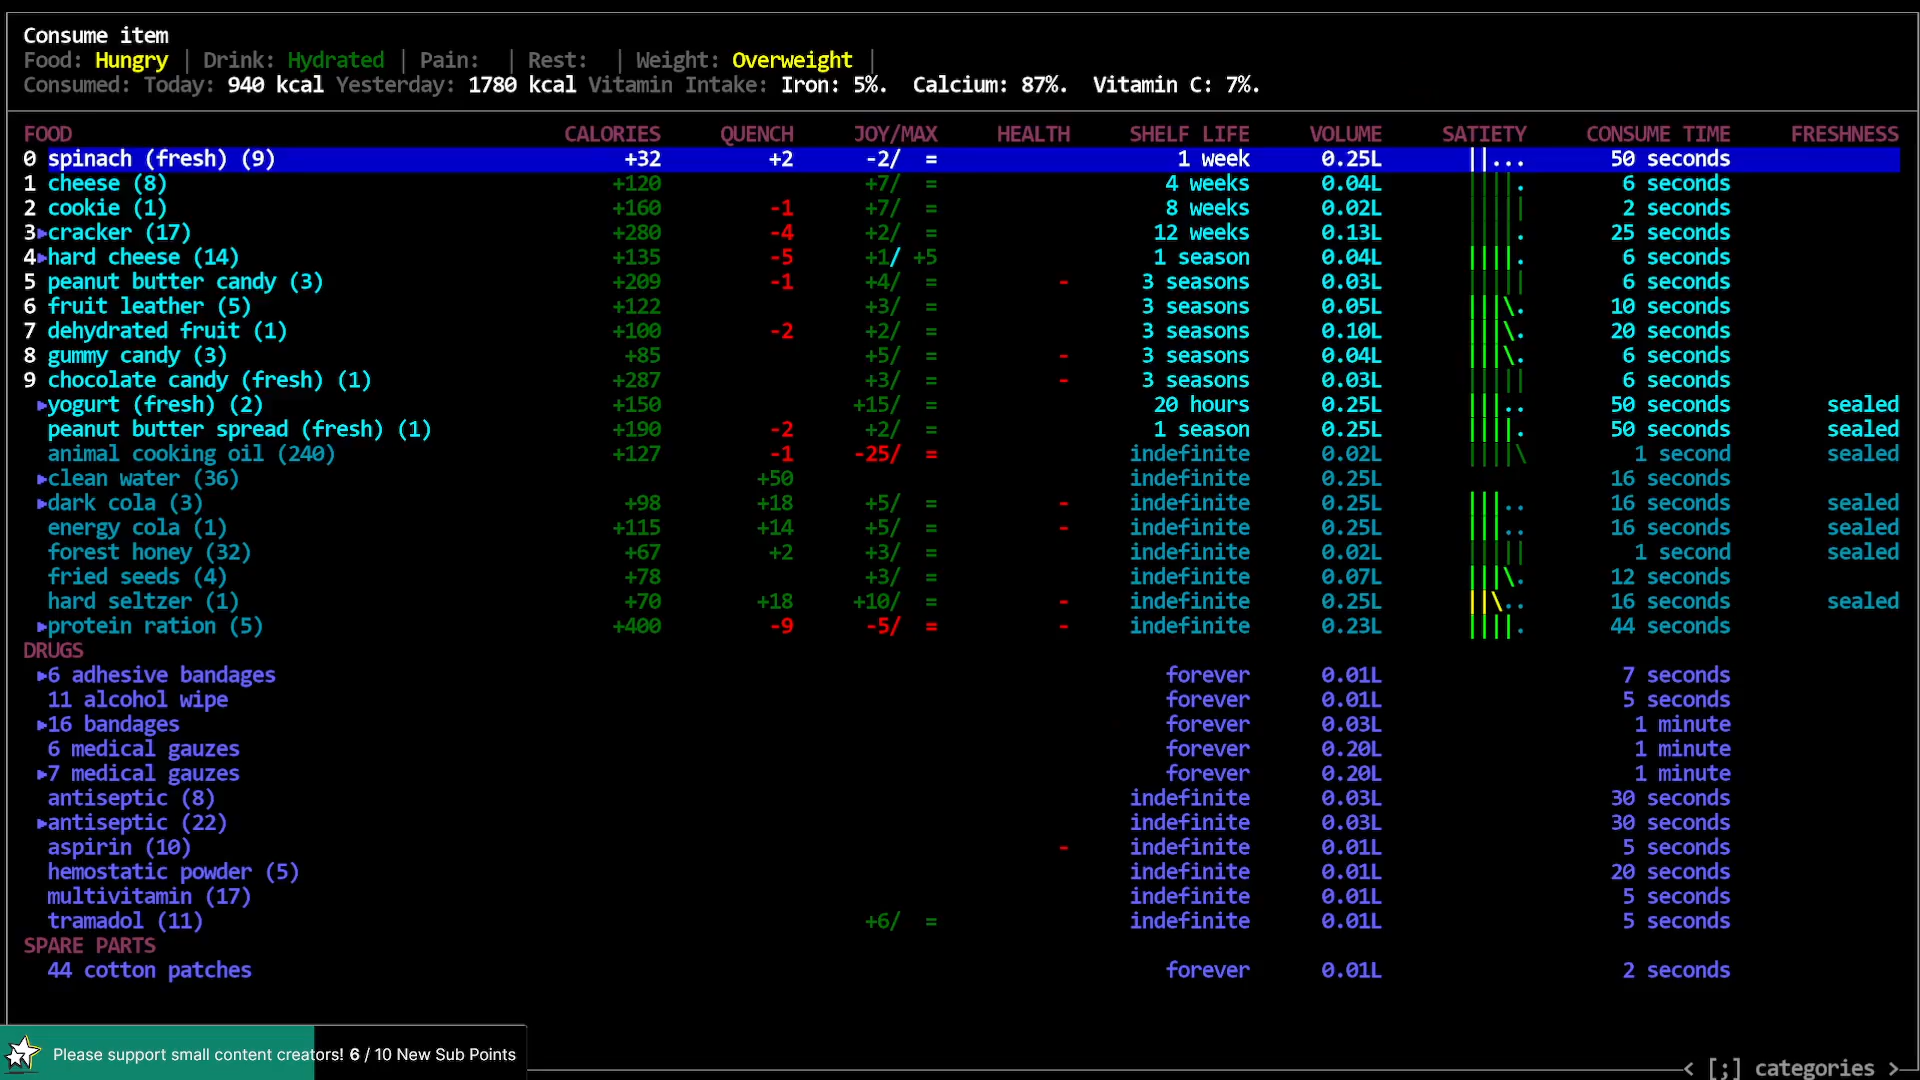 Consume item
Food: Hungry | Drink: Hydrated | Pain: | Rest: | Weight: Overweight |
Consumed: Today: 940 kcal Yesterday: 1780 kcal Vitamin Intake: Iron: 5%. Calcium: 87%. Vitamin C: 7%.
FOOD CALORIES QUENCH JOY/MAX HEALTH SHELF LIFE VOLUME SATIETY CONSUME TIME FRESHNESS
0 spinach (fresh) (9) +32 +2 -2/ = 1 week 0.25L ||... 50 seconds
1 cheese (8) +120 +7/ = 4 weeks 0.04L ||||. 6 seconds
2 cookie (1) +160 -1 +7/ = 8 weeks 0.02L ||||| 2 seconds
3▸cracker (17) +280 -4 +2/ = 12 weeks 0.13L ||||. 25 seconds
4▸hard cheese (14) +135 -5 +1/ +5 1 season 0.04L ||||. 6 seconds
5 peanut butter candy (3) +209 -1 +4/ = - 3 seasons 0.03L ||||| 6 seconds
6 fruit leather (5) +122 +3/ = 3 seasons 0.05L |||\. 10 seconds
7 dehydrated fruit (1) +100 -2 +2/ = 3 seasons 0.10L |||\. 20 seconds
8 gummy candy (3) +85 +5/ = - 3 seasons 0.04L |||\. 6 seconds
9 chocolate candy (fresh) (1) +287 +3/ = - 3 seasons 0.03L ||||| 6 seconds
▸yogurt (fresh) (2) +150 +15/ = 20 hours 0.25L |||.. 50 seconds sealed
peanut butter spread (fresh) (1) +190 -2 +2/ = 1 season 0.25L ||||. 50 seconds sealed
animal cooking oil (240) +127 -1 -25/ = indefinite 0.02L ||||\ 1 second sealed
▸clean water (36) +50 indefinite 0.25L 16 seconds
▸dark cola (3) +98 +18 +5/ = - indefinite 0.25L |||.. 16 seconds sealed
energy cola (1) +115 +14 +5/ = - indefinite 0.25L |||.. 16 seconds sealed
forest honey (32) +67 +2 +3/ = indefinite 0.02L ||||| 1 second sealed
fried seeds (4) +78 +3/ = indefinite 0.07L |||\. 12 seconds
hard seltzer (1) +70 +18 +10/ = - indefinite 0.25L ||\.. 16 seconds sealed
▸protein ration (5) +400 -9 -5/ = - indefinite 0.23L ||||. 44 seconds
DRUGS
▸6 adhesive bandages forever 0.01L 7 seconds
11 alcohol wipe forever 0.01L 5 seconds
▸16 bandages forever 0.03L 1 minute
6 medical gauzes forever 0.20L 1 minute
▸7 medical gauzes forever 0.20L 1 minute
antiseptic (8) indefinite 0.03L 30 seconds
▸antiseptic (22) indefinite 0.03L 30 seconds
aspirin (10) - indefinite 0.01L 5 seconds
hemostatic powder (5) indefinite 0.01L 20 seconds
multivitamin (17) indefinite 0.01L 5 seconds
tramadol (11) +6/ = indefinite 0.01L 5 seconds
SPARE PARTS
44 cotton patches forever 0.01L 2 seconds
Please support small content creators! 6 / 10 New Sub Points
< [;] categories >